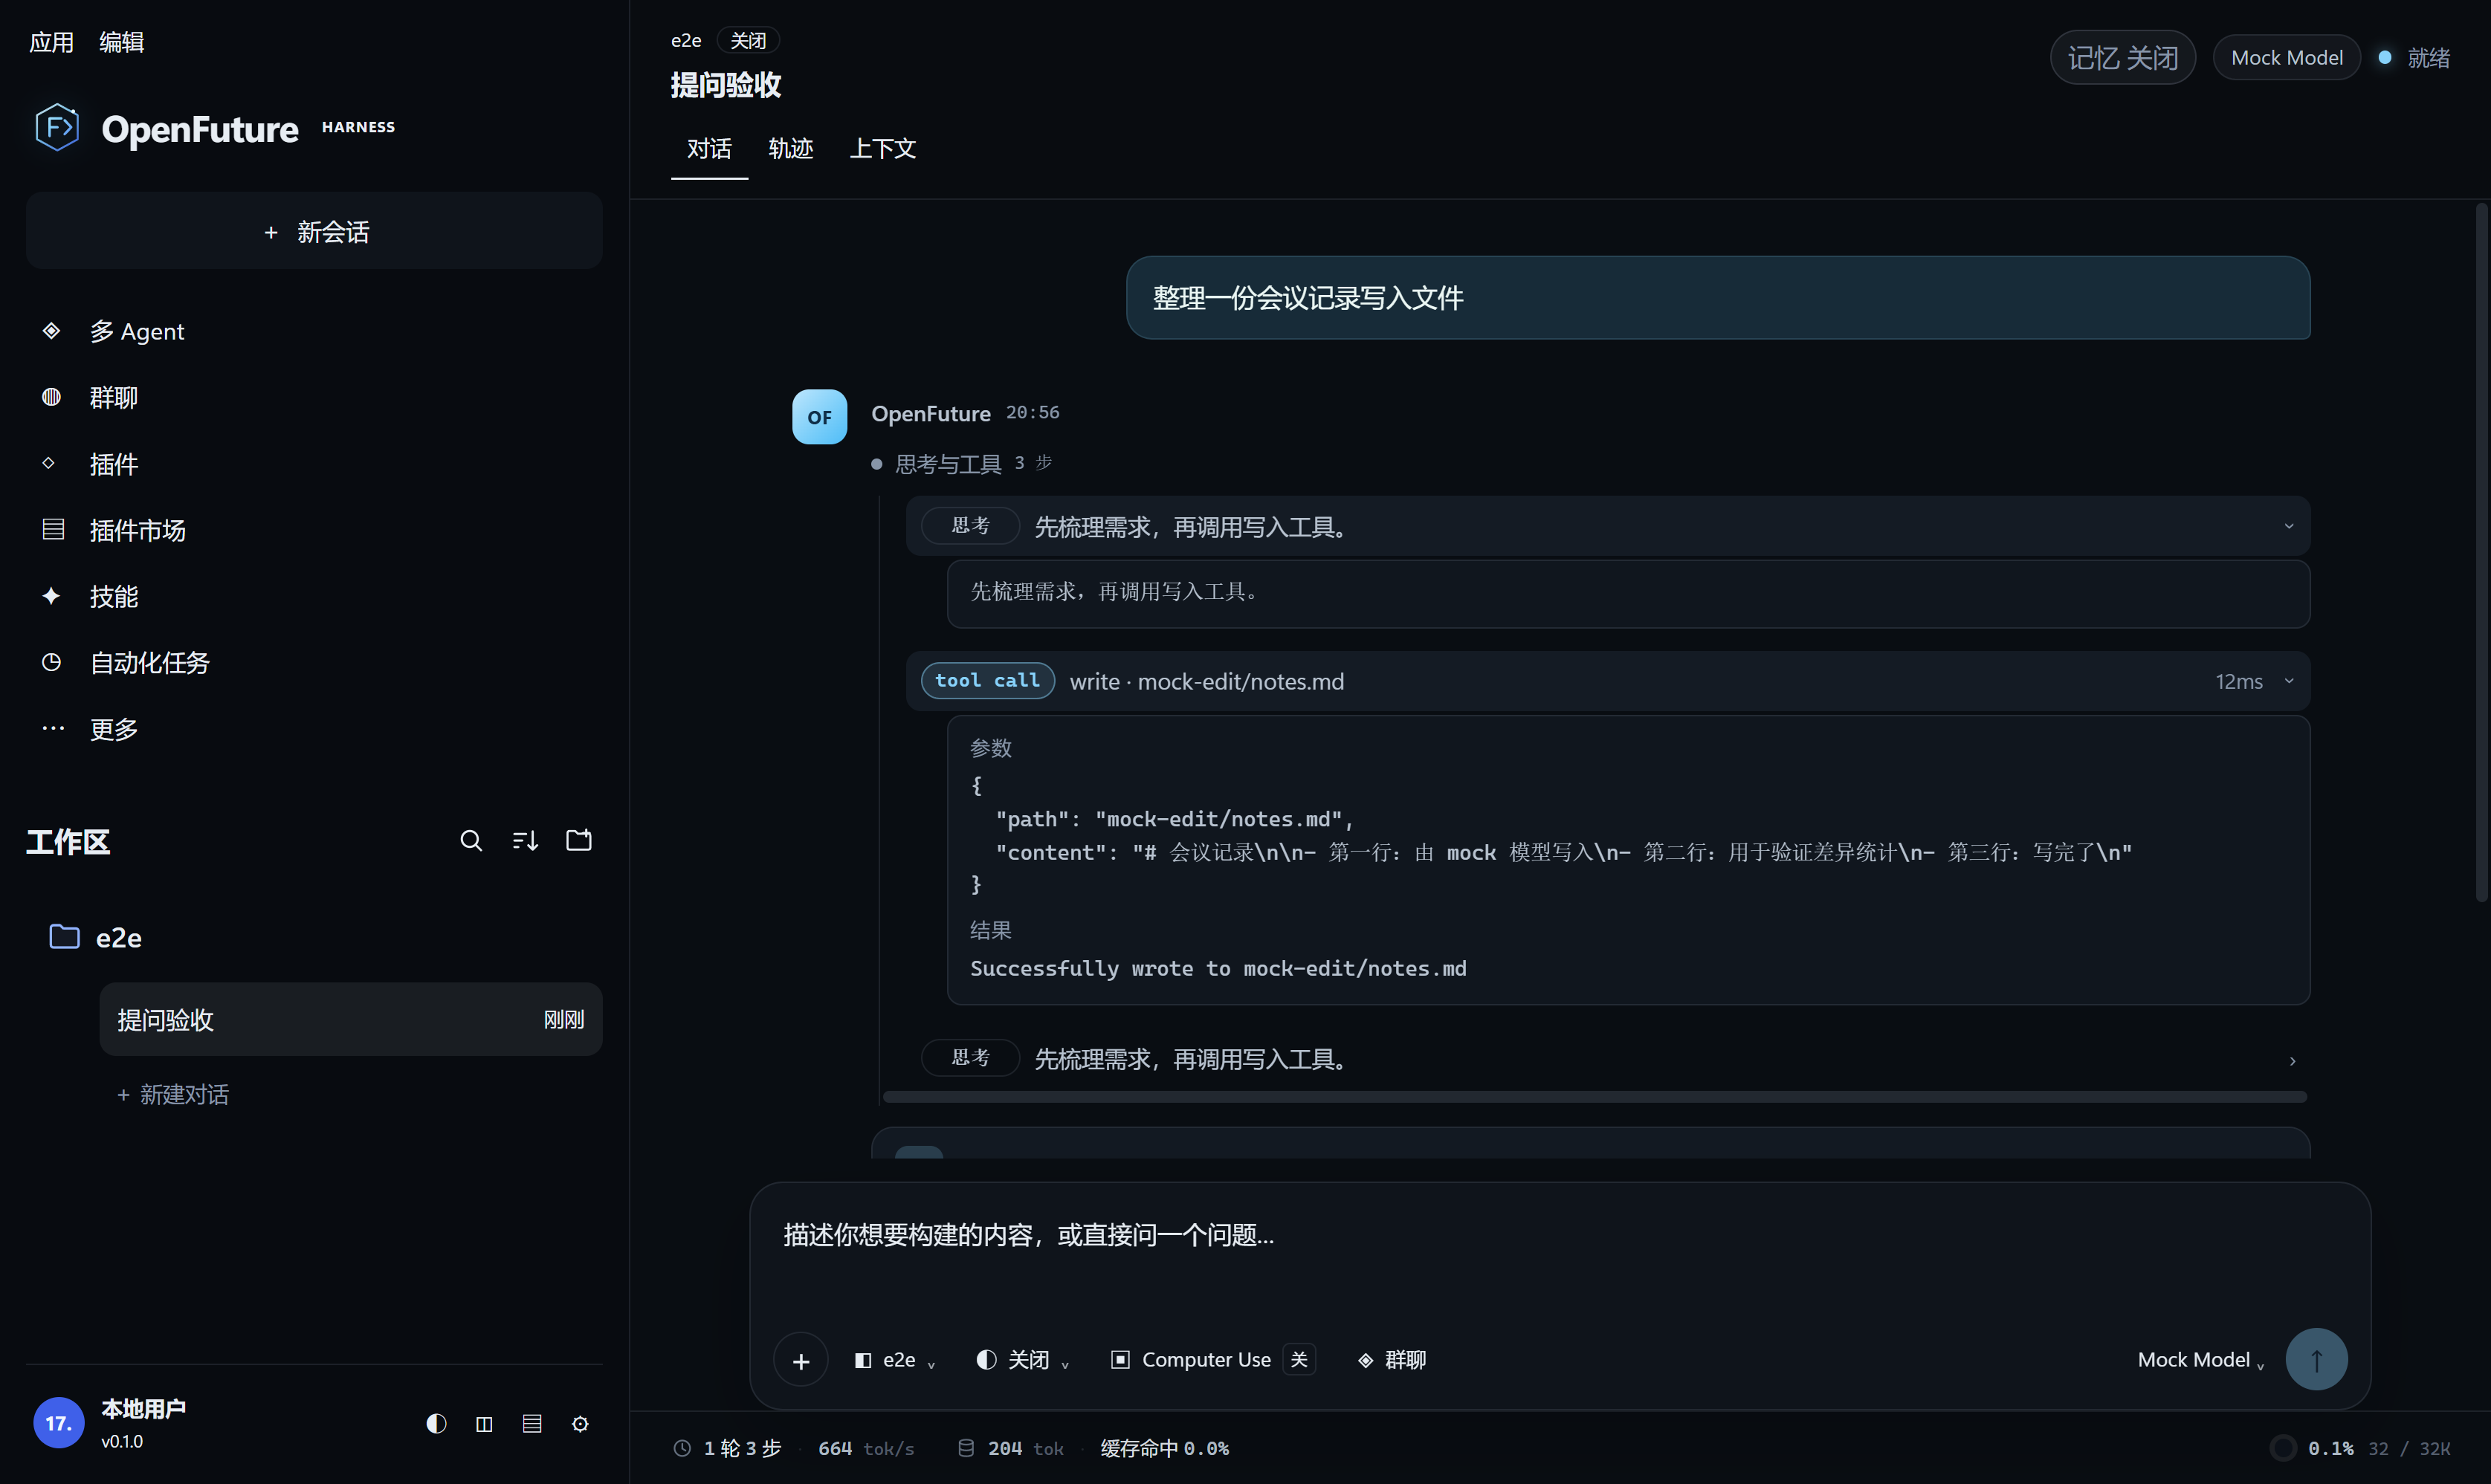 应用 编辑
OpenFuture HARNESS
+ 新会话
多 Agent
群聊
插件
插件市场
技能
自动化任务
更多
工作区
e2e
提问验收 刚刚
+ 新建对话
17. 本地用户
v0.1.0
e2e 关闭
提问验收
记忆 关闭 Mock Model 就绪
对话 轨迹 上下文
整理一份会议记录写入文件
OF OpenFuture 20:56
思考与工具 3 步
思考 先梳理需求，再调用写入工具。
先梳理需求，再调用写入工具。
tool call write · mock-edit/notes.md 12ms
参数
{
"path": "mock-edit/notes.md",
"content": "# 会议记录\n\n- 第一行：由 mock 模型写入\n- 第二行：用于验证差异统计\n- 第三行：写完了\n"
}
结果
Successfully wrote to mock-edit/notes.md
思考 先梳理需求，再调用写入工具。
描述你想要构建的内容，或直接问一个问题...
+ e2e 关闭 Computer Use 关 群聊 Mock Model ↑
1 轮 3 步 · 664 tok/s 204 tok · 缓存命中 0.0% 0.1% 32 / 32K